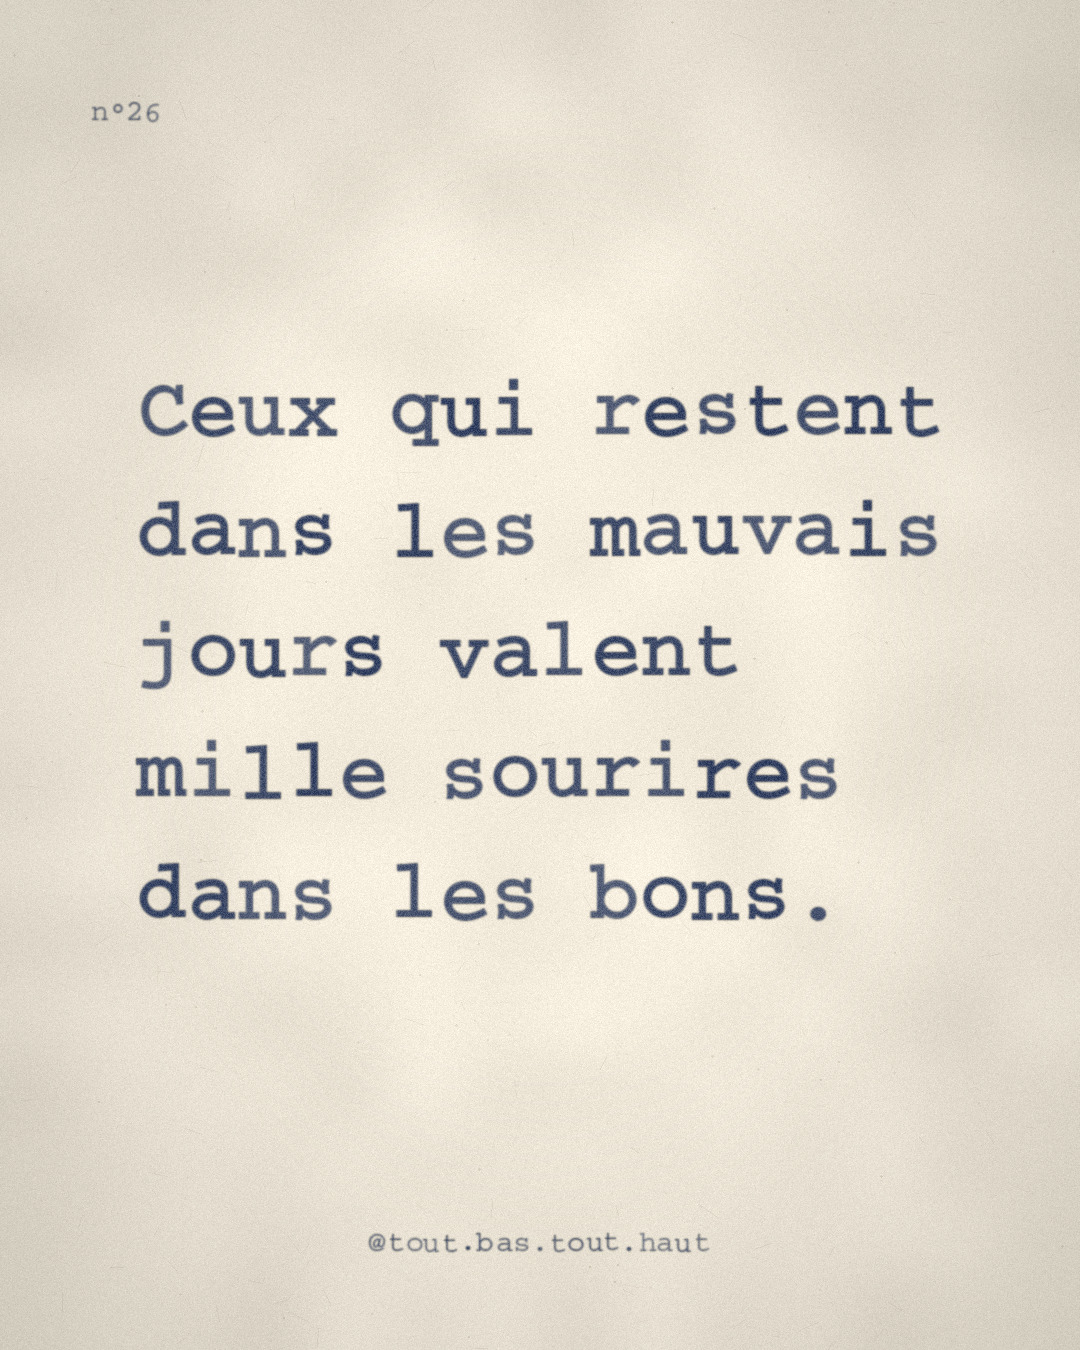 n°26
Ceux qui restent
dans les mauvais
jours valent
mille sourires
dans les bons.
@tout.bas.tout.haut